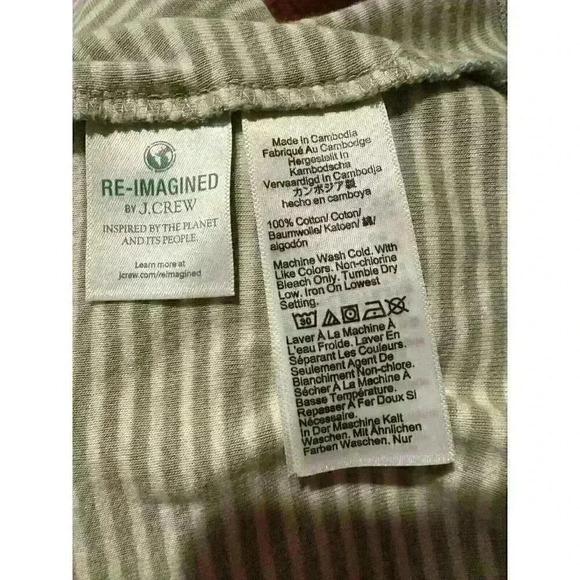 RE-IMAGINED
BY J.CREW
INSPIRED BY THE PLANET
AND ITS PEOPLE.
Learn more at
jcrew.com/reimagined
Made in Cambodia
Fabriqué Au Cambodge
Hergestellt In
Kambodscha
Vervaardigd In Cambodja
カンボジア製
hecho en camboya
100% Cotton/ Coton/
Baumwolle/ Katoen/ 綿/
algodón
Machine Wash Cold. With
Like Colors. Non-chlorine
Bleach Only. Tumble Dry
Low. Iron On Lowest
Setting.
30
Laver À La Machine À
L'eau Froide. Laver En
Séparant Les Couleurs.
Seulement Agent De
Blanchiment Non-chlore.
Sécher À La Machine À
Basse Température.
Repasser À Fer Doux Si
Nécessaire.
In Der Maschine Kalt
Waschen. Mit Ähnlichen
Farben Waschen. Nur